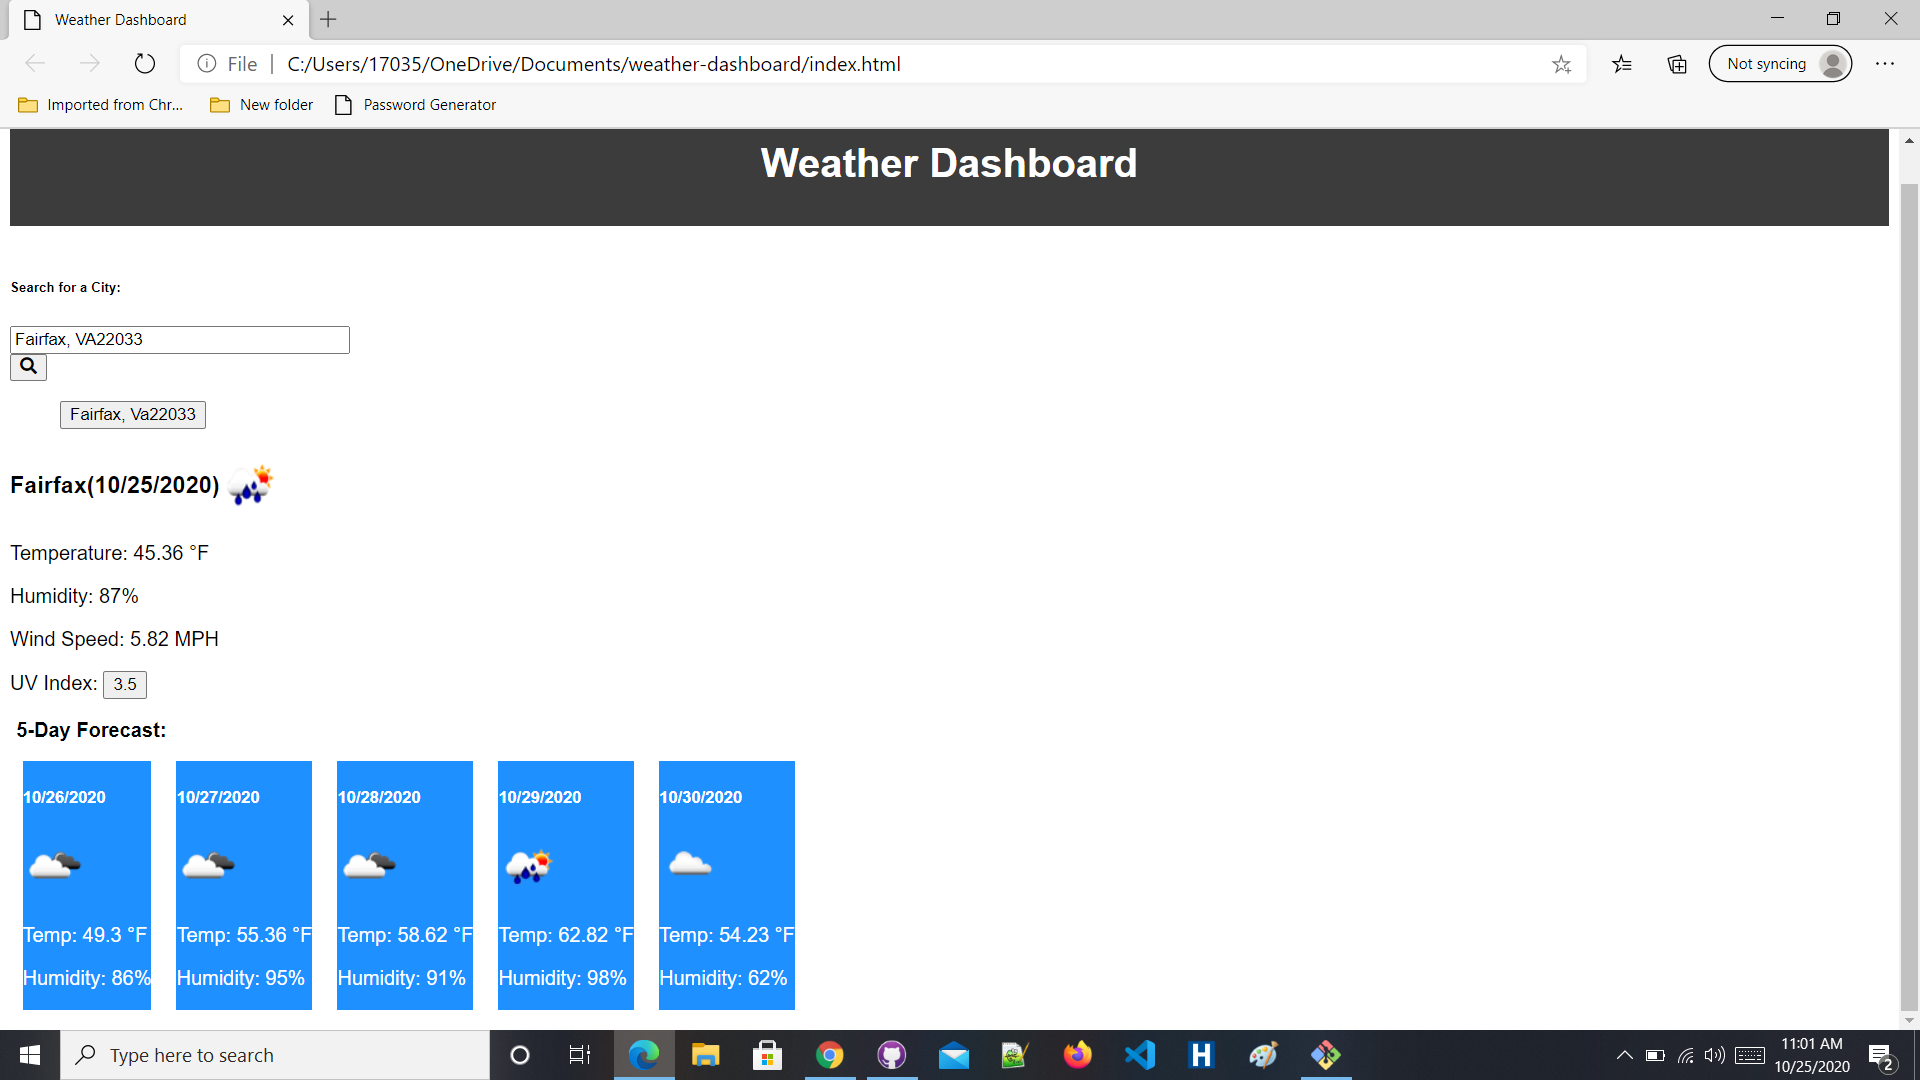 Weather Dashboard
File | C:/Users/17035/OneDrive/Documents/weather-dashboard/index.html
Not syncing
Imported from Chr...
New folder
Password Generator
Weather Dashboard
Search for a City:
Fairfax, VA22033
Fairfax, Va22033
Fairfax(10/25/2020)
Temperature: 45.36 °F
Humidity: 87%
Wind Speed: 5.82 MPH
UV Index: 3.5
5-Day Forecast:
10/26/2020
Temp: 49.3 °F
Humidity: 86%
10/27/2020
Temp: 55.36 °F
Humidity: 95%
10/28/2020
Temp: 58.62 °F
Humidity: 91%
10/29/2020
Temp: 62.82 °F
Humidity: 98%
10/30/2020
Temp: 54.23 °F
Humidity: 62%
Type here to search
H
11:01 AM
10/25/2020
2